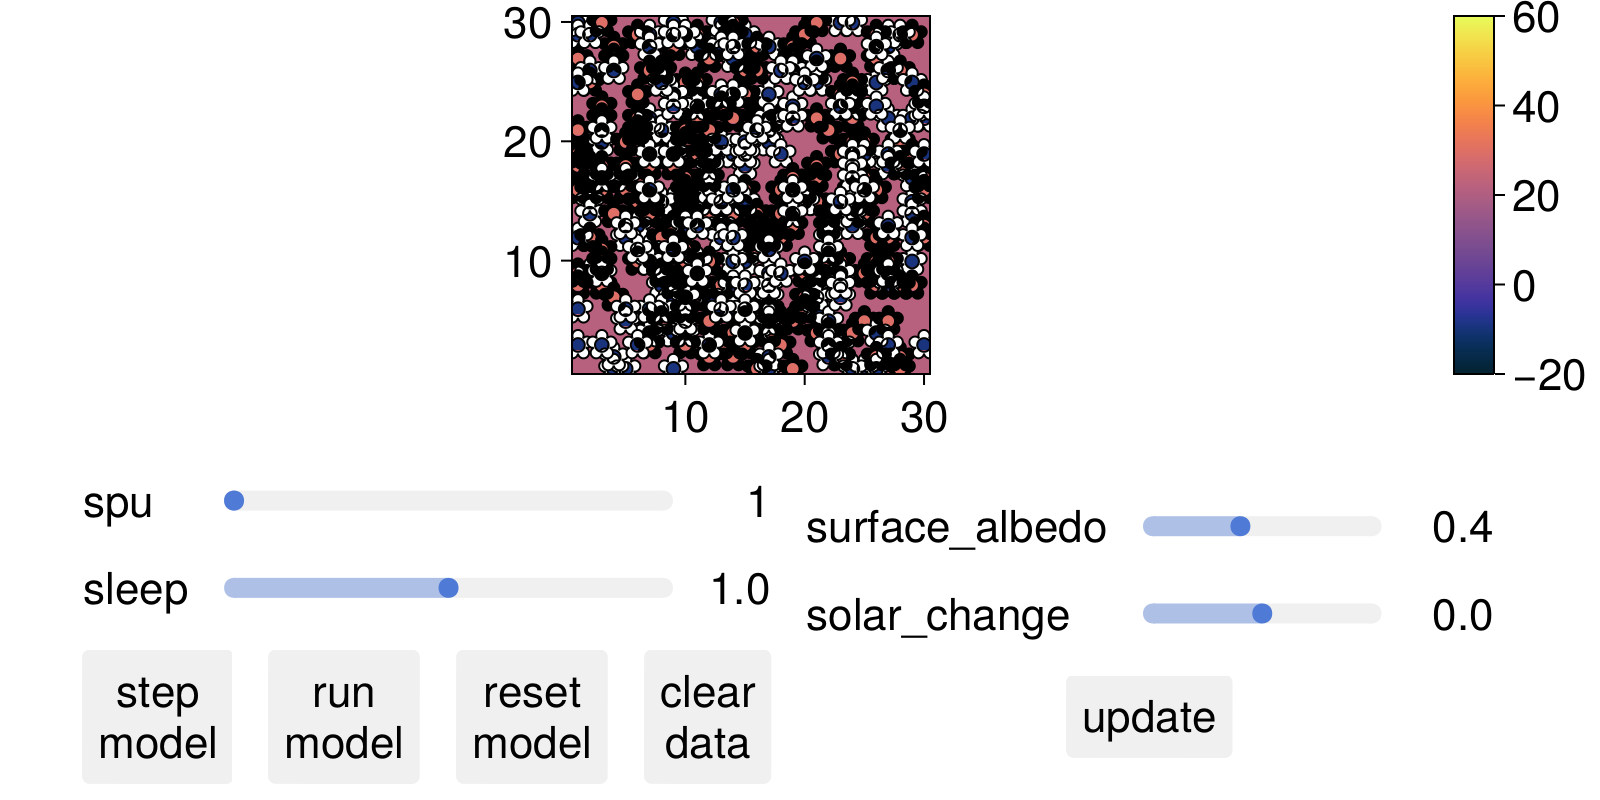 30
20
10
10 20 30
60
40
20
0
−20
spu 1
sleep 1.0
surface_albedo 0.4
solar_change 0.0
step
model
run
model
reset
model
clear
data
update